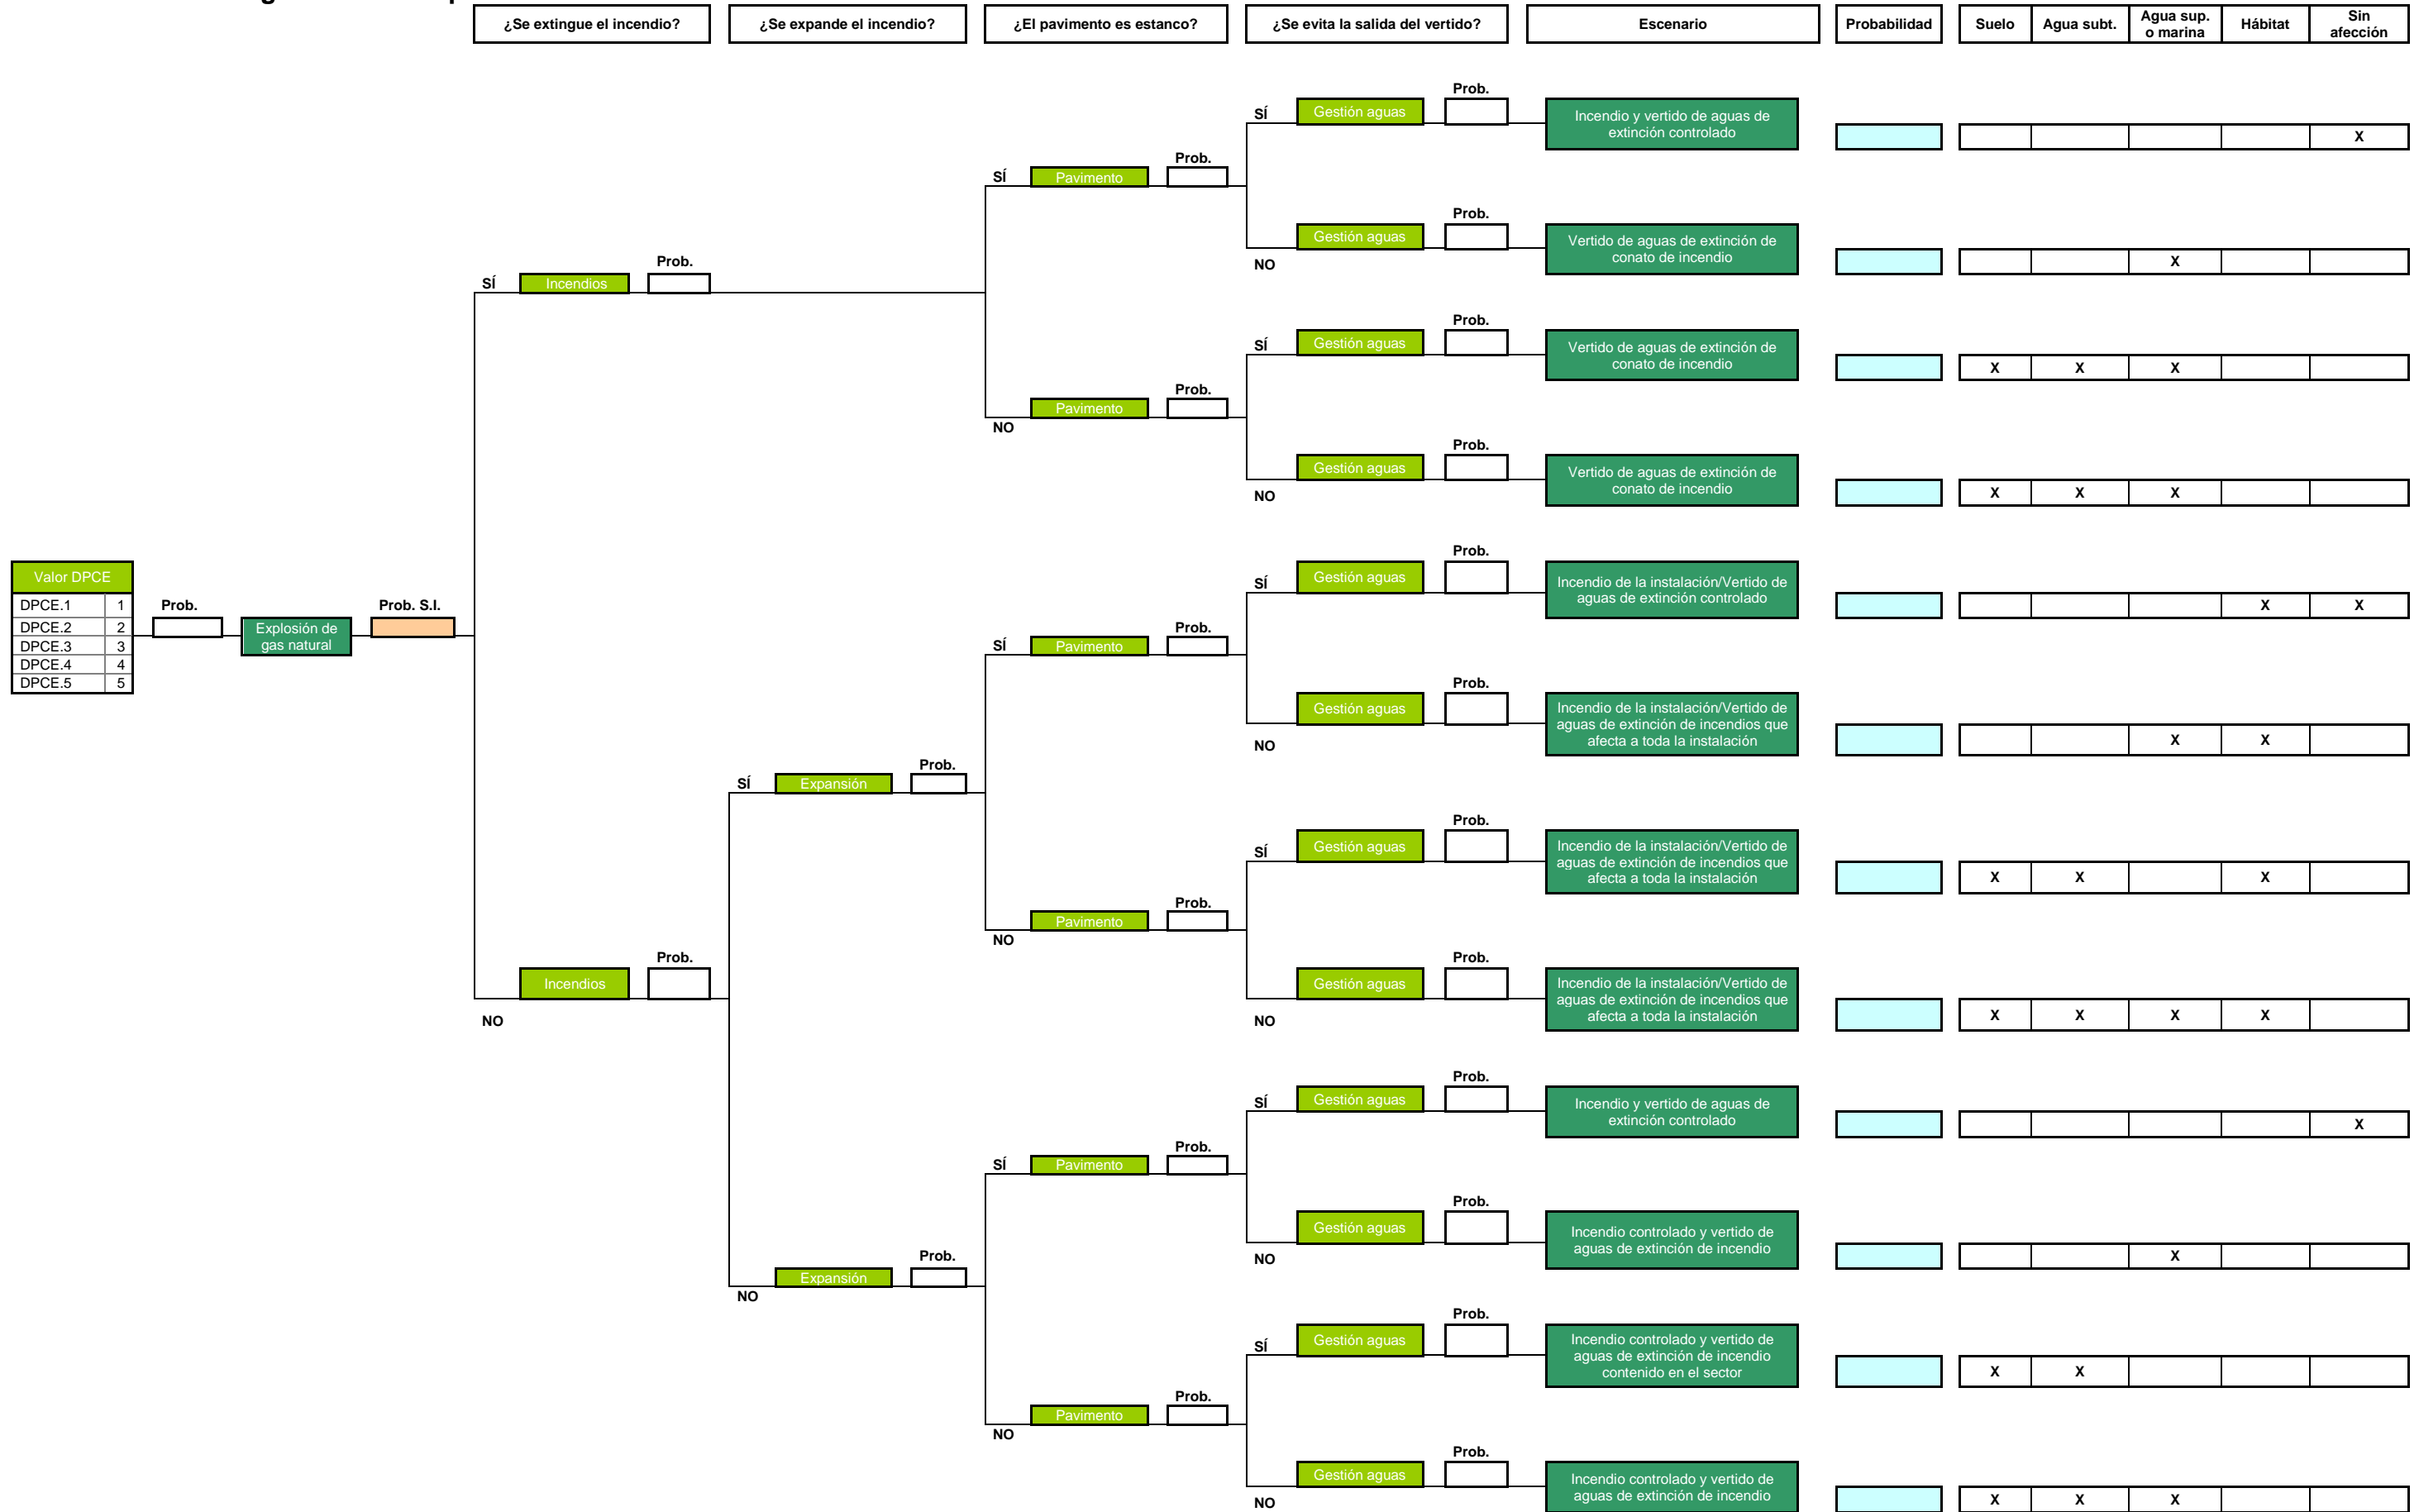 ¿Se extingue el incendio?
¿Se expande el incendio?
¿El pavimento es estanco?
¿Se evita la salida del vertido?
Escenario
Probabilidad
Suelo
Agua subt.
Agua sup.
o marina
Hábitat
Sin
afección
Prob.
SÍ
Gestión aguas
Incendio y vertido de aguas de
extinción controlado
X
Prob.
SÍ
Pavimento
Prob.
Gestión aguas
NO
Vertido de aguas de extinción de
conato de incendio
X
Prob.
SÍ
Incendios
Prob.
SÍ
Gestión aguas
Vertido de aguas de extinción de
conato de incendio
X
X
X
Prob.
Pavimento
NO
Prob.
Gestión aguas
NO
Vertido de aguas de extinción de
conato de incendio
X
X
X
Valor DPCE
DPCE.1 1
DPCE.2 2
DPCE.3 3
DPCE.4 4
DPCE.5 5
Prob.
Explosión de
gas natural
Prob. S.I.
Prob.
SÍ
Gestión aguas
Incendio de la instalación/Vertido de
aguas de extinción controlado
X
X
Prob.
SÍ
Pavimento
Prob.
Gestión aguas
NO
Incendio de la instalación/Vertido de
aguas de extinción de incendios que
afecta a toda la instalación
X
X
Prob.
SÍ
Expansión
Prob.
SÍ
Gestión aguas
Incendio de la instalación/Vertido de
aguas de extinción de incendios que
afecta a toda la instalación
X
X
X
Prob.
Pavimento
NO
Prob.
Incendios
NO
Prob.
Gestión aguas
NO
Incendio de la instalación/Vertido de
aguas de extinción de incendios que
afecta a toda la instalación
X
X
X
X
Prob.
SÍ
Gestión aguas
Incendio y vertido de aguas de
extinción controlado
X
Prob.
SÍ
Pavimento
Prob.
Gestión aguas
NO
Incendio controlado y vertido de
aguas de extinción de incendio
X
Prob.
Expansión
NO
Prob.
SÍ
Gestión aguas
Incendio controlado y vertido de
aguas de extinción de incendio
contenido en el sector
X
X
Prob.
Pavimento
NO
Prob.
Gestión aguas
NO
Incendio controlado y vertido de
aguas de extinción de incendio
X
X
X